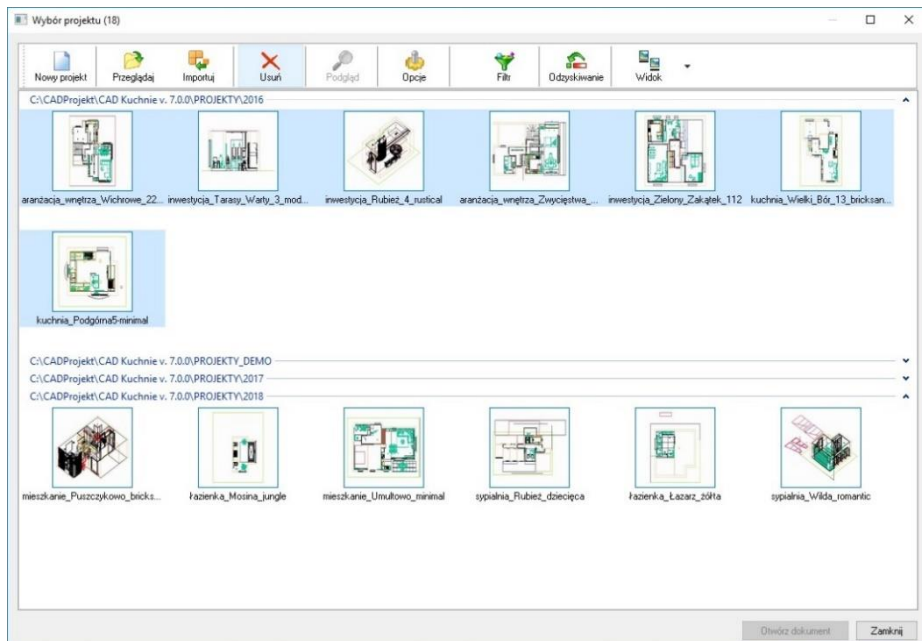 Wybór projektu (18)
Nowy projekt Przeglądaj Importuj Usuń Podgląd Opcje Filtr Odzyskiwanie Widok
C:\CADProjekt\CAD Kuchnie v. 7.0.0\PROJEKTY\2016
aranżacja_wnętrza_Wichrowe_22... inwestycja_Tarasy_Warty_3_mod... inwestycja_Rubież_4_rustical aranżacja_wnętrza_Zwycięstwa_... inwestycja_Zielony_Zakątek_112 kuchnia_Wielki_Bór_13_bricksan...
kuchnia_Podgórna5-minimal
C:\CADProjekt\CAD Kuchnie v. 7.0.0\PROJEKTY_DEMO
C:\CADProjekt\CAD Kuchnie v. 7.0.0\PROJEKTY\2017
C:\CADProjekt\CAD Kuchnie v. 7.0.0\PROJEKTY\2018
mieszkanie_Puszczykowo_bricks... łazienka_Mosina_jungle mieszkanie_Umultowo_minimal sypialnia_Rubież_dziecięca łazienka_Łazarz_żółta sypialnia_Wilda_romantic
Otwórz dokument Zamknij